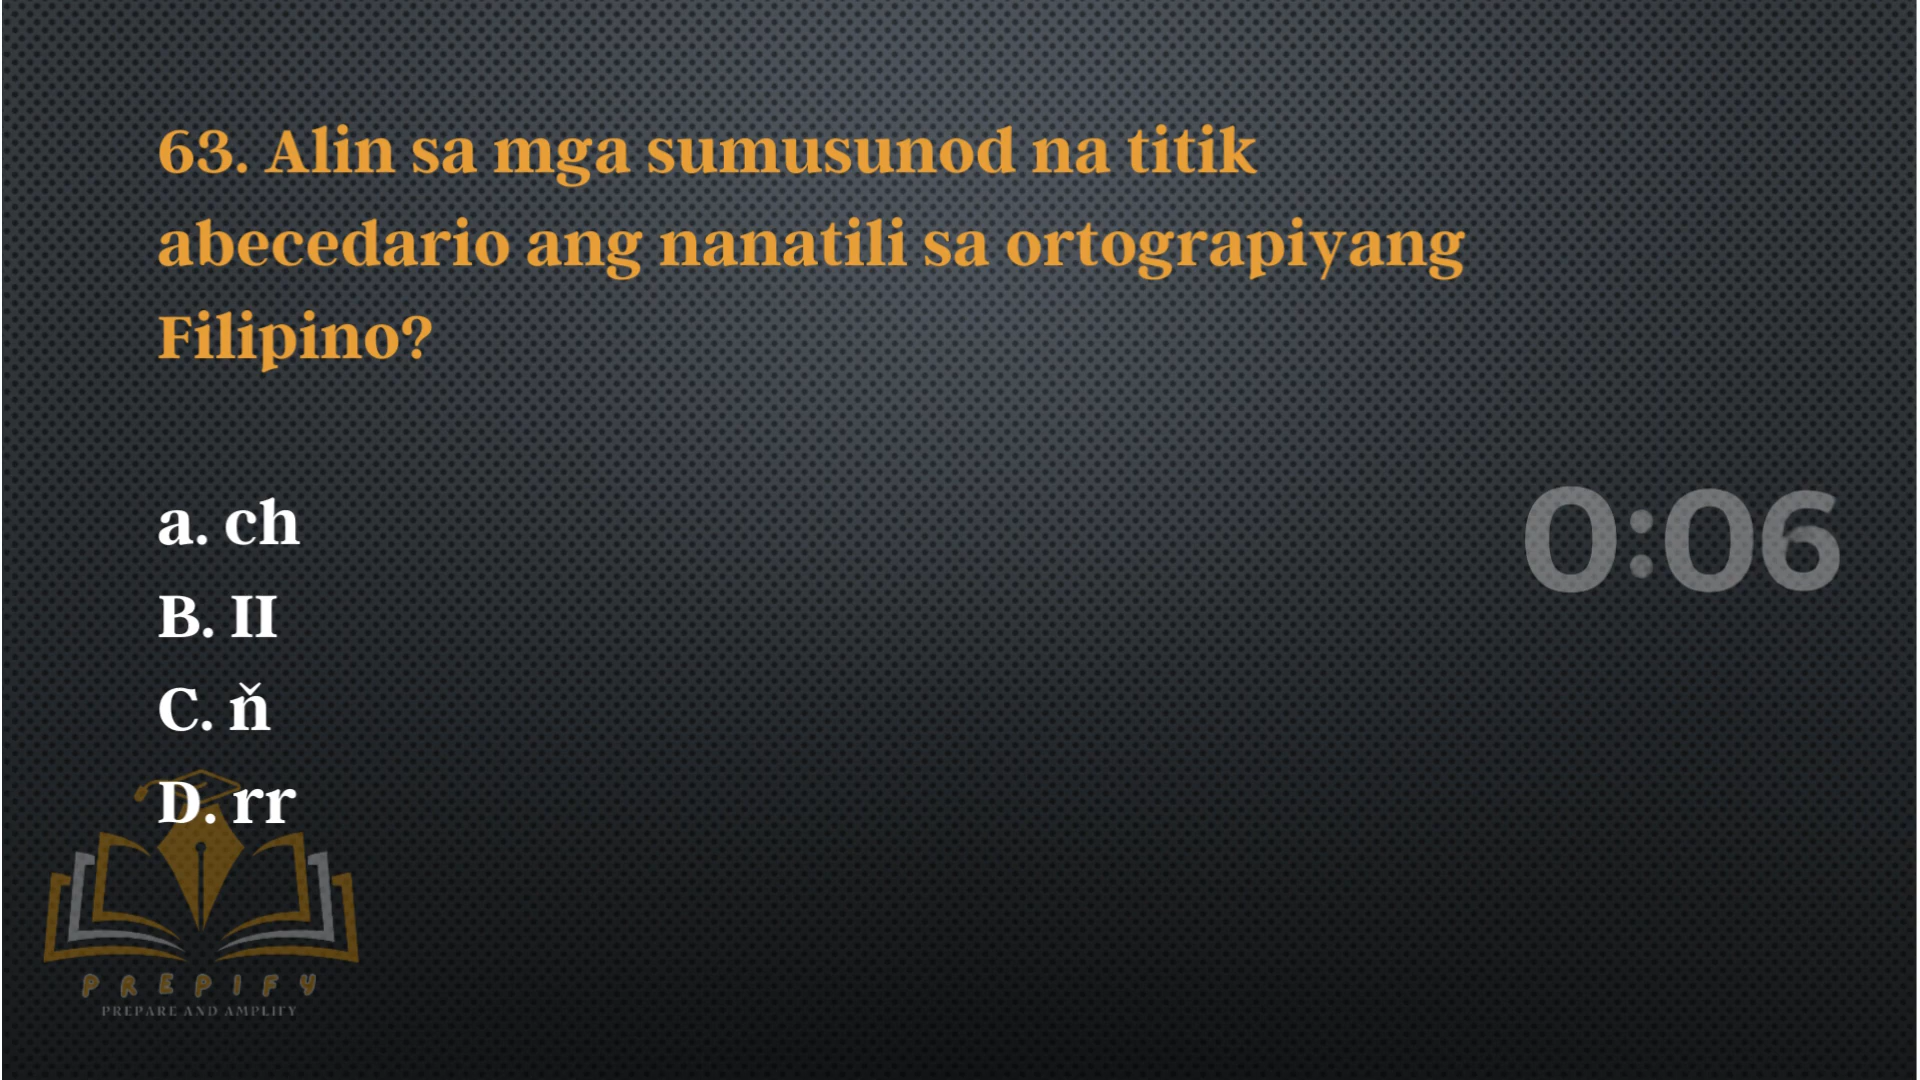 63. Alin sa mga sumusunod na titik
abecedario ang nanatili sa ortograpiyang
Filipino?
a. ch
B. II
C. ň
D. rr
0:06
PREPIFY
PREPARE AND AMPLIFY